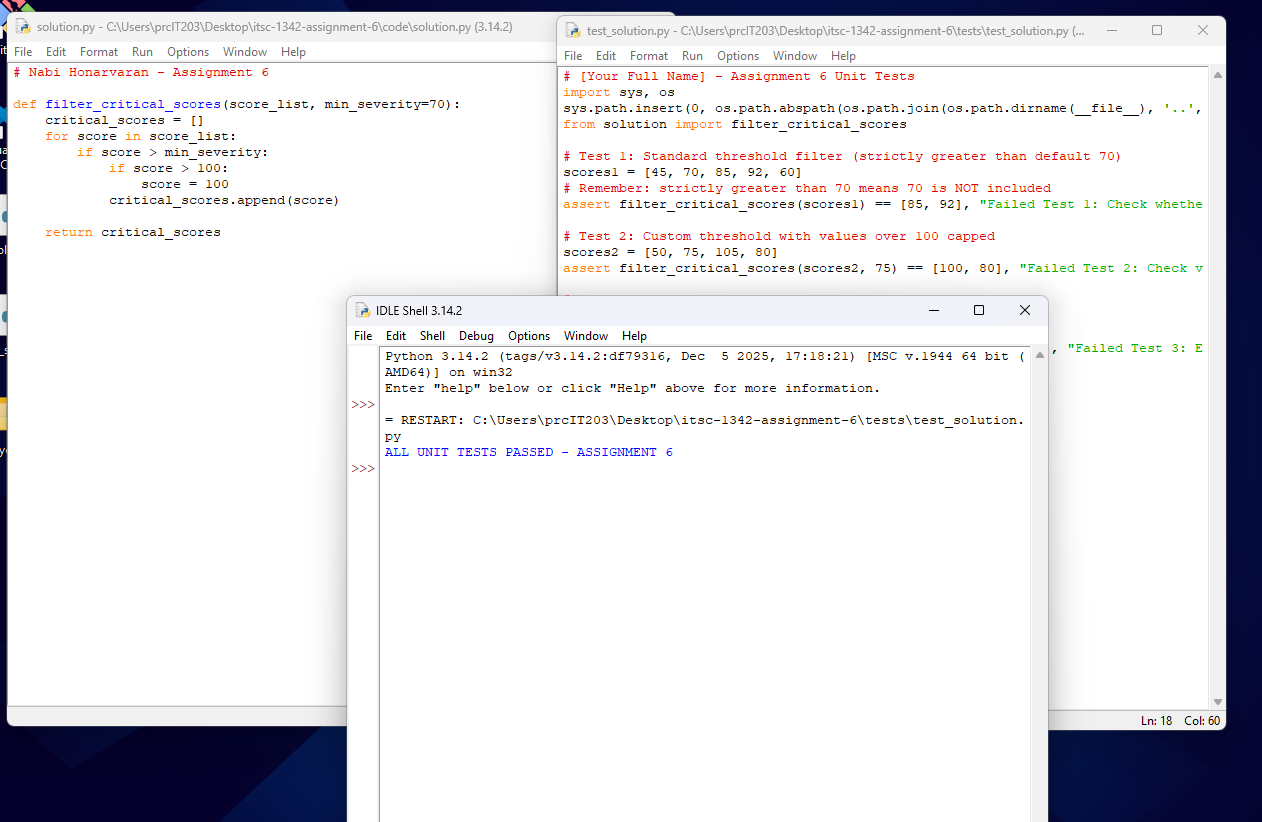 solution.py - C:\Users\prcIT203\Desktop\itsc-1342-assignment-6\code\solution.py (3.14.2)
File Edit Format Run Options Window Help
# Nabi Honarvaran - Assignment 6
def filter_critical_scores(score_list, min_severity=70):
critical_scores = []
for score in score_list:
if score > min_severity:
if score > 100:
score = 100
critical_scores.append(score)
return critical_scores
test_solution.py - C:\Users\prcIT203\Desktop\itsc-1342-assignment-6\tests\test_solution.py (...
File Edit Format Run Options Window Help
# [Your Full Name] - Assignment 6 Unit Tests
import sys, os
sys.path.insert(0, os.path.abspath(os.path.join(os.path.dirname(__file__), '..',
from solution import filter_critical_scores
# Test 1: Standard threshold filter (strictly greater than default 70)
scores1 = [45, 70, 85, 92, 60]
# Remember: strictly greater than 70 means 70 is NOT included
assert filter_critical_scores(scores1) == [85, 92], "Failed Test 1: Check whethe
# Test 2: Custom threshold with values over 100 capped
scores2 = [50, 75, 105, 80]
assert filter_critical_scores(scores2, 75) == [100, 80], "Failed Test 2: Check v
, "Failed Test 3: E
Ln: 18 Col: 60
IDLE Shell 3.14.2
File Edit Shell Debug Options Window Help
Python 3.14.2 (tags/v3.14.2:df79316, Dec 5 2025, 17:18:21) [MSC v.1944 64 bit (
AMD64)] on win32
Enter "help" below or click "Help" above for more information.
>>>
= RESTART: C:\Users\prcIT203\Desktop\itsc-1342-assignment-6\tests\test_solution.
py
ALL UNIT TESTS PASSED - ASSIGNMENT 6
>>>